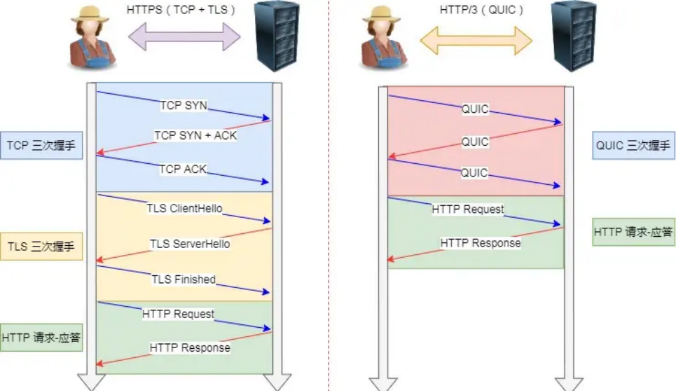 HTTPS（TCP + TLS）
TCP SYN
TCP SYN + ACK
TCP ACK
TCP 三次握手
TLS ClientHello
TLS ServerHello
TLS Finished
TLS 三次握手
HTTP Request
HTTP Response
HTTP 请求-应答
HTTP/3（QUIC）
QUIC
QUIC
QUIC
QUIC 三次握手
HTTP Request
HTTP Response
HTTP 请求-应答